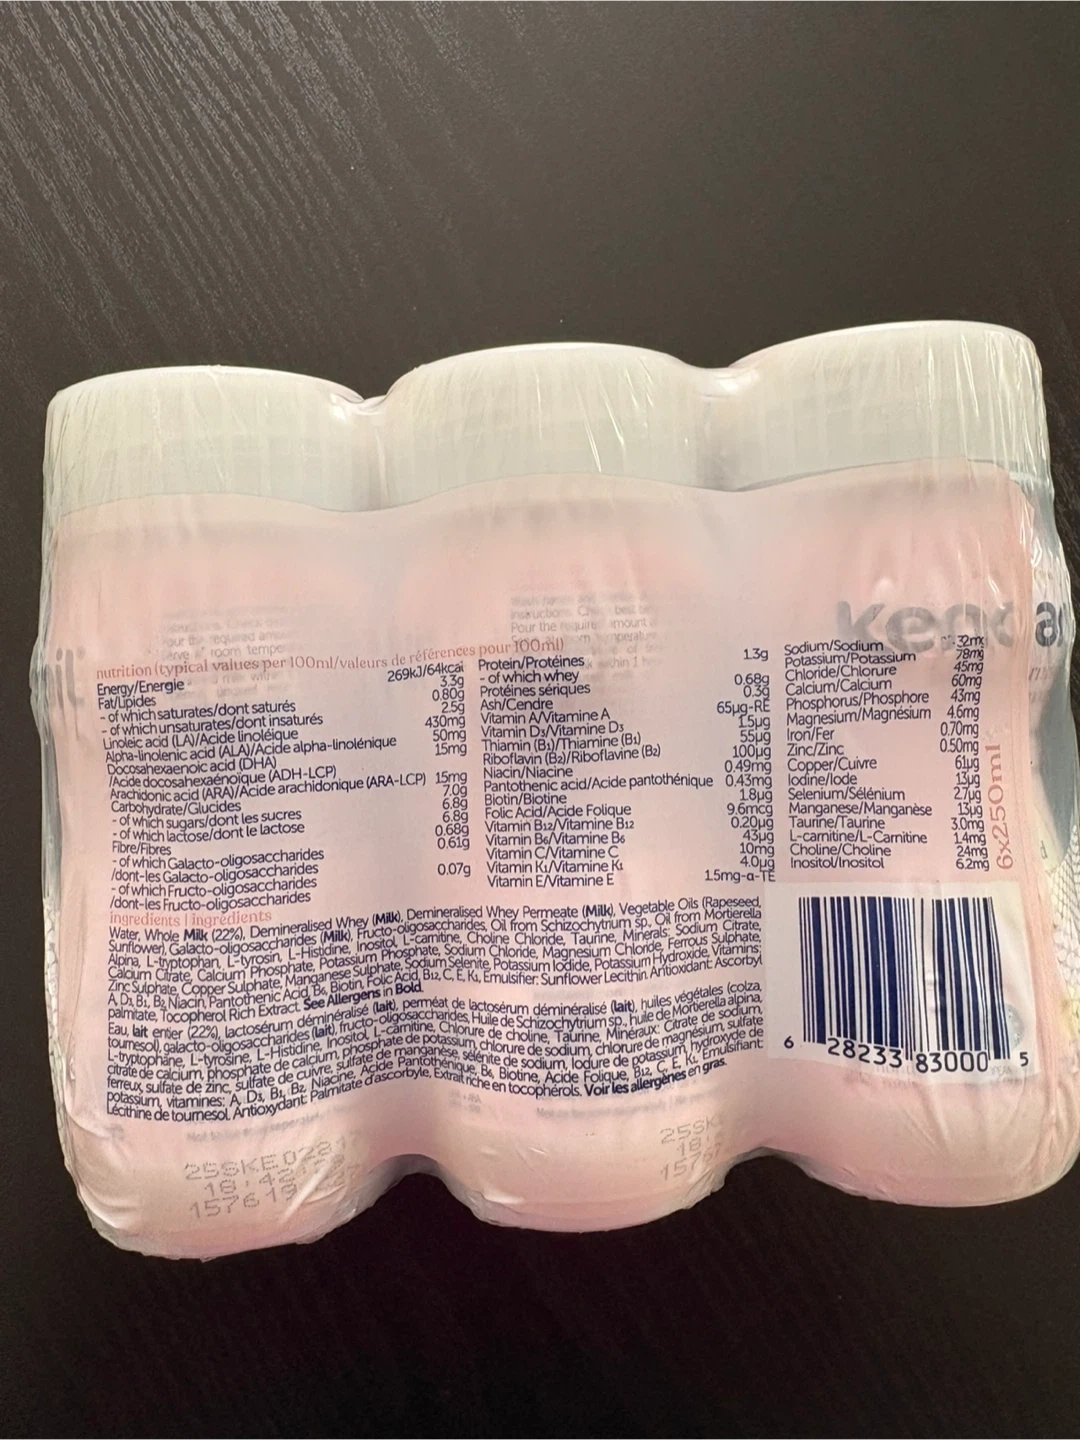 Kend
nutrition (typical values per 100ml/valeurs de références pour 100ml)
Energy/Energie 269kJ/64kcal
Fat/Lipides 3.3g
- of which saturates/dont saturés 0.80g
- of which unsaturates/dont insaturés 2.5g
Linoleic acid (LA)/Acide linoléique 430mg
Alpha-linolenic acid (ALA)/Acide alpha-linolénique 50mg
Docosahexaenoic acid (DHA)
/Acide docosahexaénoïque (ADH-LCP) 15mg
Arachidonic acid (ARA)/Acide arachidonique (ARA-LCP) 15mg
Carbohydrate/Glucides 7.0g
- of which sugars/dont les sucres 6.8g
- of which lactose/dont le lactose 6.8g
Fibre/Fibres 0.68g
- of which Galacto-oligosaccharides 0.61g
/dont-les Galacto-oligosaccharides
- of which Fructo-oligosaccharides 0.07g
/dont-les Fructo-oligosaccharides
Protein/Protéines 1.3g
- of which whey
Protéines sériques 0.68g
Ash/Cendre 0.3g
Vitamin A/Vitamine A 65µg-RE
Vitamin D3/Vitamine D3 1.5µg
Thiamin (B1)/Thiamine (B1) 55µg
Riboflavin (B2)/Riboflavine (B2) 100µg
Niacin/Niacine 0.49mg
Pantothenic acid/Acide pantothénique 0.43mg
Biotin/Biotine 1.8µg
Folic Acid/Acide Folique 9.6mcg
Vitamin B12/Vitamine B12 0.20µg
Vitamin B6/Vitamine B6 43µg
Vitamin C/Vitamine C 10mg
Vitamin K1/Vitamine K1 4.0µg
Vitamin E/Vitamine E 1.5mg-α-TE
Sodium/Sodium 32mg
Potassium/Potassium 78mg
Chloride/Chlorure 45mg
Calcium/Calcium 60mg
Phosphorus/Phosphore 43mg
Magnesium/Magnésium 4.6mg
Iron/Fer 0.70mg
Zinc/Zinc 0.50mg
Copper/Cuivre 61µg
Iodine/Iode 13µg
Selenium/Sélénium 2.7µg
Manganese/Manganèse 13µg
Taurine/Taurine 3.0mg
L-carnitine/L-Carnitine 1.4mg
Choline/Choline 24mg
Inositol/Inositol 6.2mg
6x250ml
ingredients | ingrédients
Water, Whole Milk (22%), Demineralised Whey (Milk), Demineralised Whey Permeate (Milk), Vegetable Oils (Rapeseed,
Sunflower), Galacto-oligosaccharides (Milk), Fructo-oligosaccharides, Oil from Schizochytrium sp., Oil from Mortierella
Alpina, L-tryptophan, L-tyrosin, L-Histidine, Inositol, L-carnitine, Choline Chloride, Taurine, Minerals: Sodium Citrate,
Calcium Citrate, Calcium Phosphate, Potassium Phosphate, Sodium Chloride, Magnesium Chloride, Ferrous Sulphate,
Zinc Sulphate, Copper Sulphate, Manganese Sulphate, Sodium Selenite, Potassium Iodide, Potassium Hydroxide, Vitamins:
A, D3, B1, B2, Niacin, Pantothenic Acid, B6, Biotin, Folic Acid, B12, C, E, K1, Emulsifier: Sunflower Lecithin, Antioxidant: Ascorbyl
palmitate, Tocopherol Rich Extract. See Allergens in Bold.
Eau, lait entier (22%), lactosérum déminéralisé (lait), perméat de lactosérum déminéralisé (lait), huiles végétales (colza,
tournesol), galacto-oligosaccharides (lait), fructo-oligosaccharides, Huile de Schizochytrium sp., huile de Mortierella alpina,
L-tryptophane, L-tyrosine, L-Histidine, Inositol, L-carnitine, Chlorure de choline, Taurine, Minéraux: Citrate de sodium,
citrate de calcium, phosphate de calcium, phosphate de potassium, chlorure de sodium, chlorure de magnésium, sulfate
ferreux, sulfate de zinc, sulfate de cuivre, sulfate de manganèse, sélénite de sodium, Iodure de potassium, hydroxyde de
potassium, vitamines: A, D3, B1, B2, Niacine, Acide Pantothénique, B6, Biotine, Acide Folique, B12, C, E, K1, Emulsifiant:
Lécithine de tournesol, Antioxydant: Palmitate d'ascorbyle, Extrait riche en tocophérols. Voir les allergènes en gras.
6 28233 83000 5